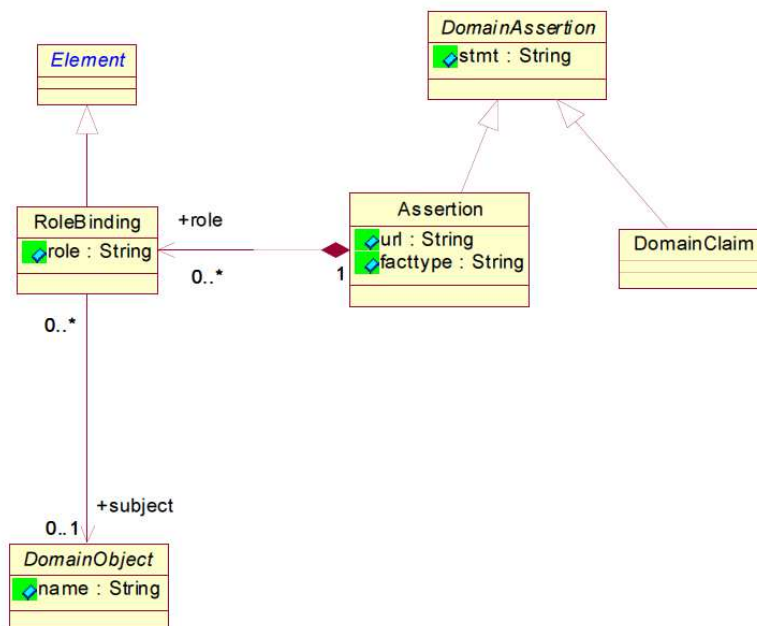 DomainAssertion
stmt : String
Element
RoleBinding
role : String
+role
0..*
1
Assertion
url : String
facttype : String
DomainClaim
0..*
+subject
0..1
DomainObject
name : String